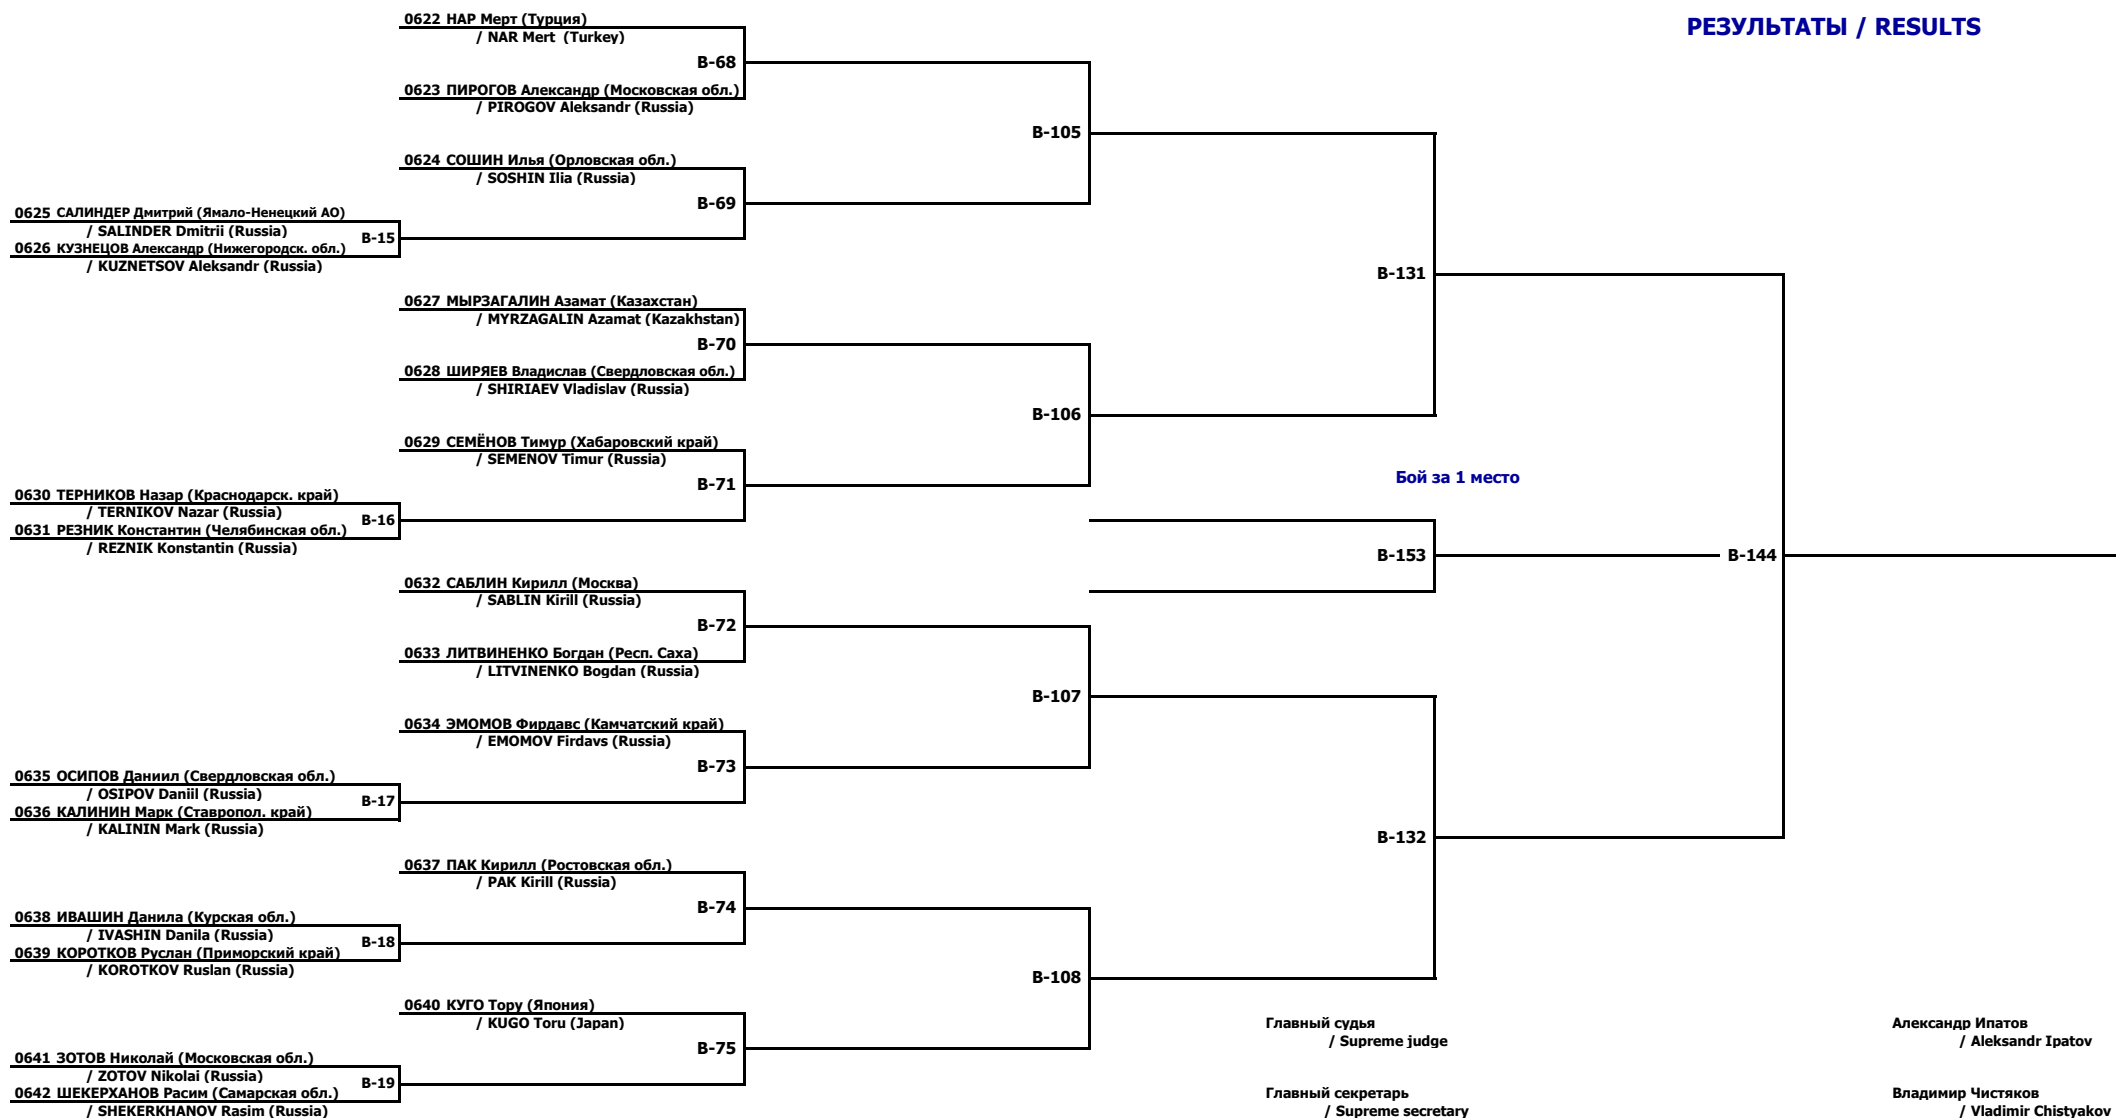 РЕЗУЛЬТАТЫ / RESULTS
0622 НАР Мерт (Турция)
/ NAR Mert (Turkey)
B-68
0623 ПИРОГОВ Александр (Московская обл.)
/ PIROGOV Aleksandr (Russia)
B-105
0624 СОШИН Илья (Орловская обл.)
/ SOSHIN Ilia (Russia)
B-69
0625 САЛИНДЕР Дмитрий (Ямало-Ненецкий АО)
/ SALINDER Dmitrii (Russia)
B-15
0626 КУЗНЕЦОВ Александр (Нижегородск. обл.)
/ KUZNETSOV Aleksandr (Russia)
B-131
0627 МЫРЗАГАЛИН Азамат (Казахстан)
/ MYRZAGALIN Azamat (Kazakhstan)
B-70
0628 ШИРЯЕВ Владислав (Свердловская обл.)
/ SHIRIAEV Vladislav (Russia)
B-106
0629 СЕМЁНОВ Тимур (Хабаровский край)
/ SEMENOV Timur (Russia)
B-71
Бой за 1 место
0630 ТЕРНИКОВ Назар (Краснодарск. край)
/ TERNIKOV Nazar (Russia)
B-16
0631 РЕЗНИК Константин (Челябинская обл.)
/ REZNIK Konstantin (Russia)
B-153
B-144
0632 САБЛИН Кирилл (Москва)
/ SABLIN Kirill (Russia)
B-72
0633 ЛИТВИНЕНКО Богдан (Респ. Саха)
/ LITVINENKO Bogdan (Russia)
B-107
0634 ЭМОМОВ Фирдавс (Камчатский край)
/ EMOMOV Firdavs (Russia)
B-73
0635 ОСИПОВ Даниил (Свердловская обл.)
/ OSIPOV Daniil (Russia)
B-17
0636 КАЛИНИН Марк (Ставропол. край)
/ KALININ Mark (Russia)
B-132
0637 ПАК Кирилл (Ростовская обл.)
/ PAK Kirill (Russia)
B-74
0638 ИВАШИН Данила (Курская обл.)
/ IVASHIN Danila (Russia)
B-18
0639 КОРОТКОВ Руслан (Приморский край)
/ KOROTKOV Ruslan (Russia)
B-108
0640 КУГО Тору (Япония)
/ KUGO Toru (Japan)
B-75
0641 ЗОТОВ Николай (Московская обл.)
/ ZOTOV Nikolai (Russia)
B-19
0642 ШЕКЕРХАНОВ Расим (Самарская обл.)
/ SHEKERKHANOV Rasim (Russia)
Главный судья
/ Supreme judge
Александр Ипатов
/ Aleksandr Ipatov
Главный секретарь
/ Supreme secretary
Владимир Чистяков
/ Vladimir Chistyakov